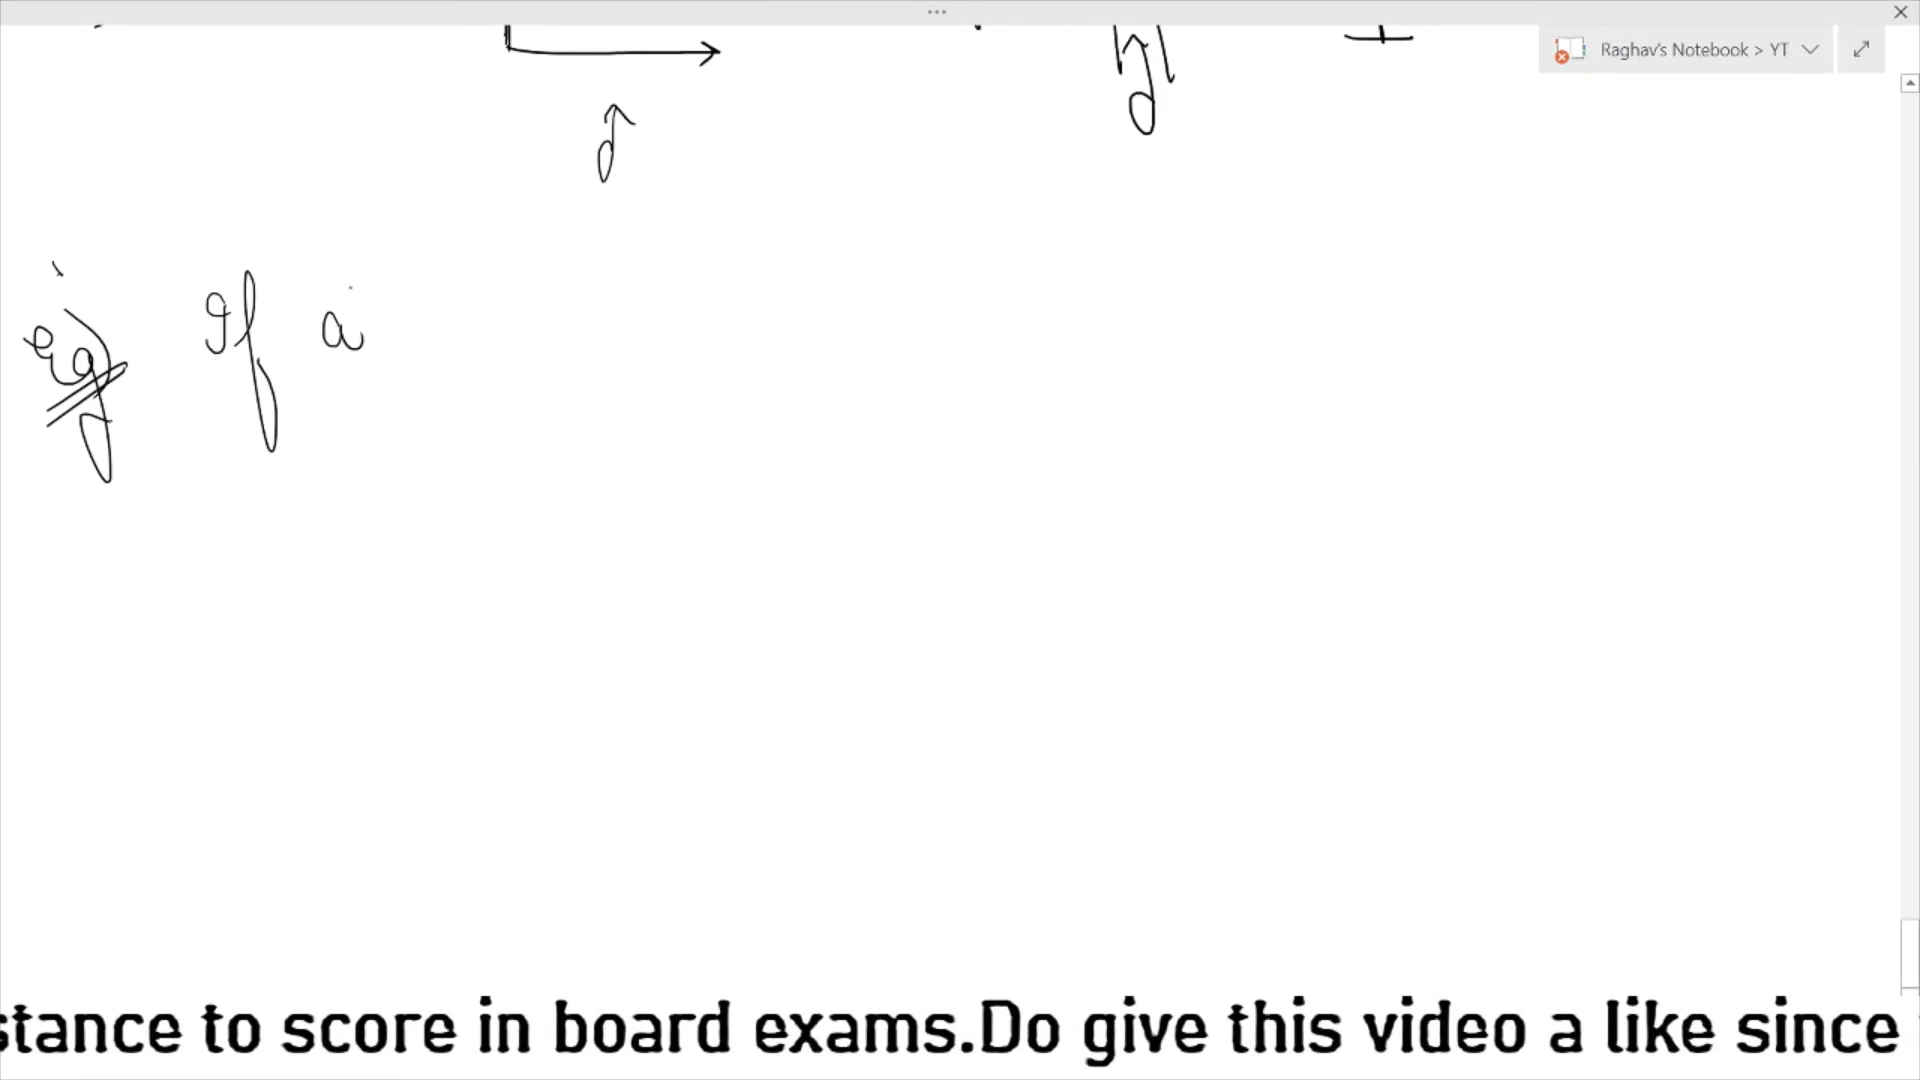 Raghav's Notebook > YT
eg If a
stance to score in board exams.Do give this video a like since